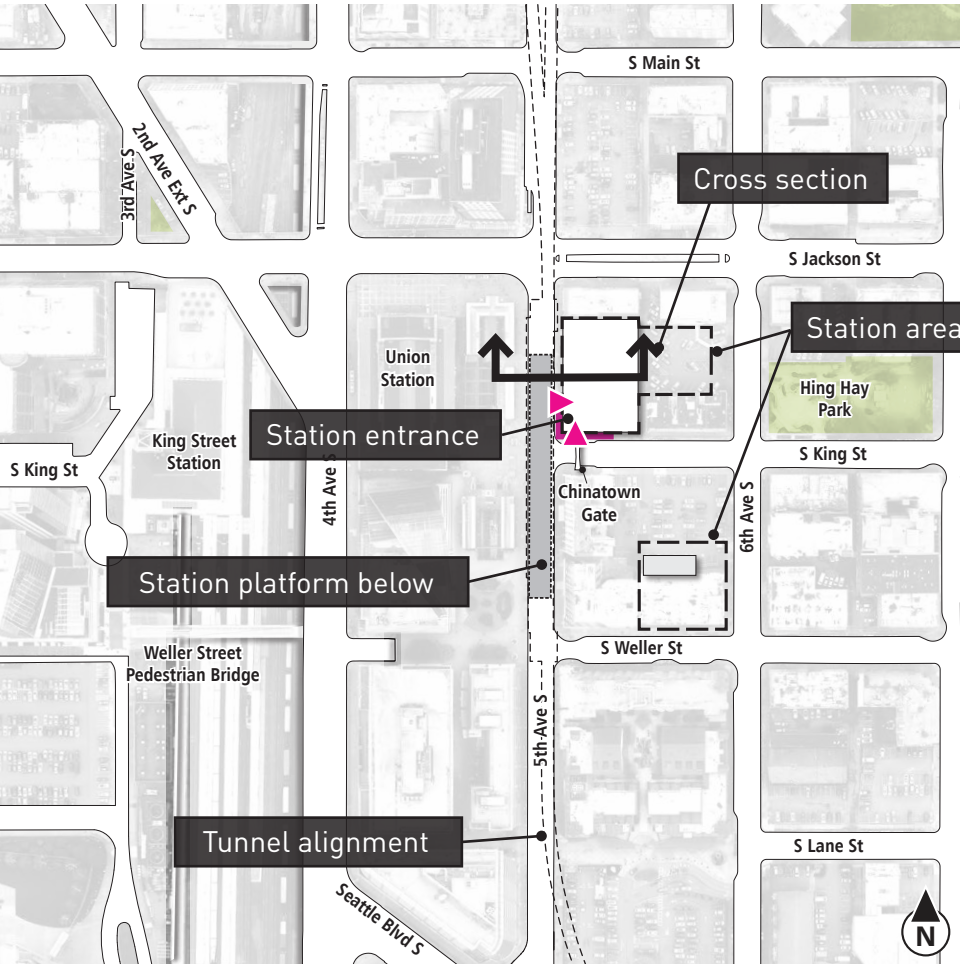 S Main St
3rd Ave S
2nd Ave Ext S
Cross section
S Jackson St
Station area
Union
Station
Hing Hay
Park
Station entrance
King Street
Station
S King St
S King St
4th Ave S
Chinatown
Gate
6th Ave S
Station platform below
S Weller St
Weller Street
Pedestrian Bridge
5th Ave S
Tunnel alignment
S Lane St
Seattle Blvd S
N